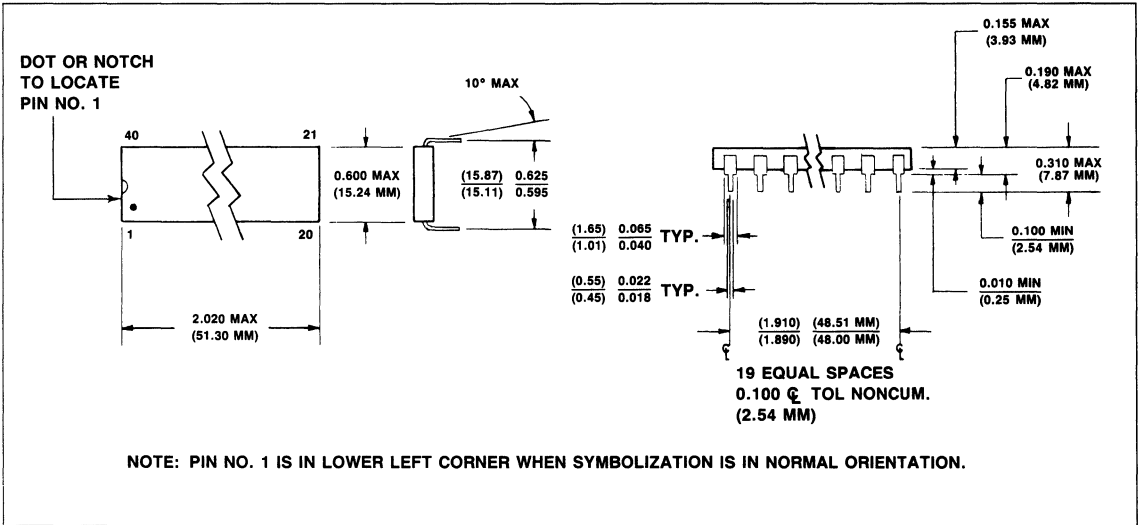 DOT OR NOTCH
TO LOCATE
PIN NO. 1
40
21
1
20
2.020 MAX
(51.30 MM)
0.600 MAX
(15.24 MM)
10° MAX
(15.87) 0.625
(15.11) 0.595
0.155 MAX
(3.93 MM)
0.190 MAX
(4.82 MM)
0.310 MAX
(7.87 MM)
0.100 MIN
(2.54 MM)
0.010 MIN
(0.25 MM)
(1.65) 0.065 TYP.
(1.01) 0.040
(0.55) 0.022 TYP.
(0.45) 0.018
(1.910) (48.51 MM)
(1.890) (48.00 MM)
℄ ℄
19 EQUAL SPACES
0.100 ℄ TOL NONCUM.
(2.54 MM)
NOTE: PIN NO. 1 IS IN LOWER LEFT CORNER WHEN SYMBOLIZATION IS IN NORMAL ORIENTATION.